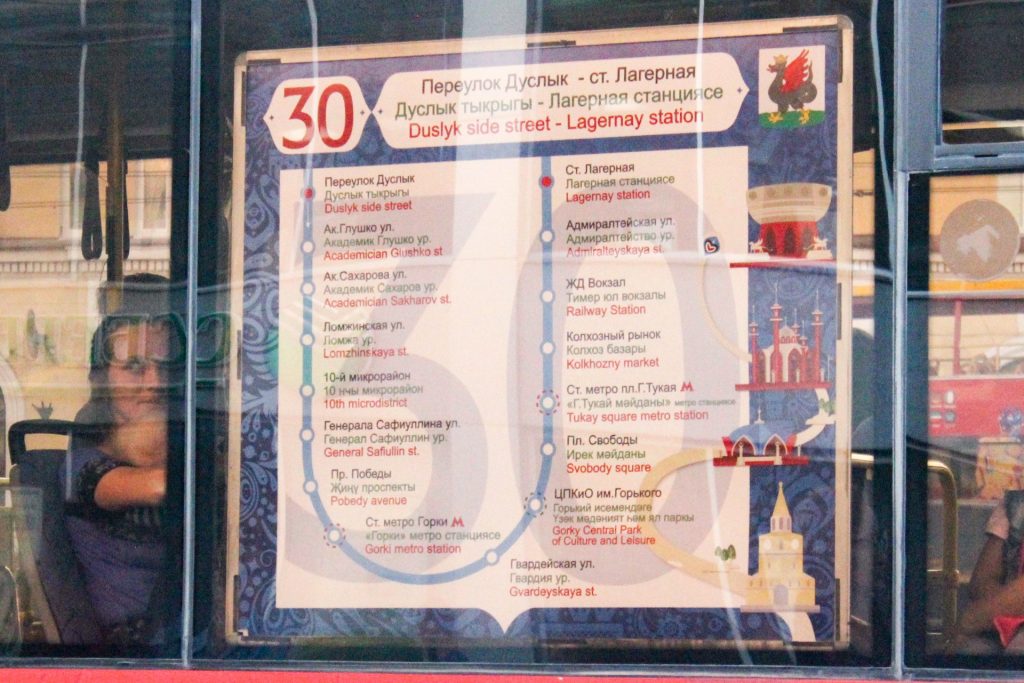 30
Переулок Дуслык - ст. Лагерная
Дуслык тыкрыгы - Лагерная станциясе
Duslyk side street - Lagernay station
Переулок Дуслык
Дуслык тыкрыгы
Duslyk side street
Ак.Глушко ул.
Академик Глушко ур.
Academician Glushko st
Ак.Сахарова ул.
Академик Сахаров ур.
Academician Sakharov st.
Ломжинская ул.
Ломжа ур.
Lomzhinskaya st.
10-й микрорайон
10 нчы микрорайон
10th microdistrict
Генерала Сафиуллина ул.
Генерал Сафиуллин ур.
General Safiullin st.
Пр. Победы
Җиңү проспекты
Pobedy avenue
Ст. метро Горки М
«Горки» метро станциясе
Gorki metro station
Гвардейская ул.
Гвардия ур.
Gvardeyskaya st.
ЦПКиО им.Горького
Горький исемендәге
Үзәк мәдәният һәм ял паркы
Gorky Central Park
of Culture and Leisure
Пл. Свободы
Ирек мәйданы
Svobody square
Ст. метро пл.Г.Тукая М
«Г.Тукай мәйданы» метро станциясе
Tukay square metro station
Колхозный рынок
Колхоз базары
Kolkhozny market
ЖД Вокзал
Тимер юл вокзалы
Railway Station
Адмиралтейская ул.
Адмиралтейство ур.
Admiralteyskaya st.
Ст. Лагерная
Лагерная станциясе
Lagernay station
30